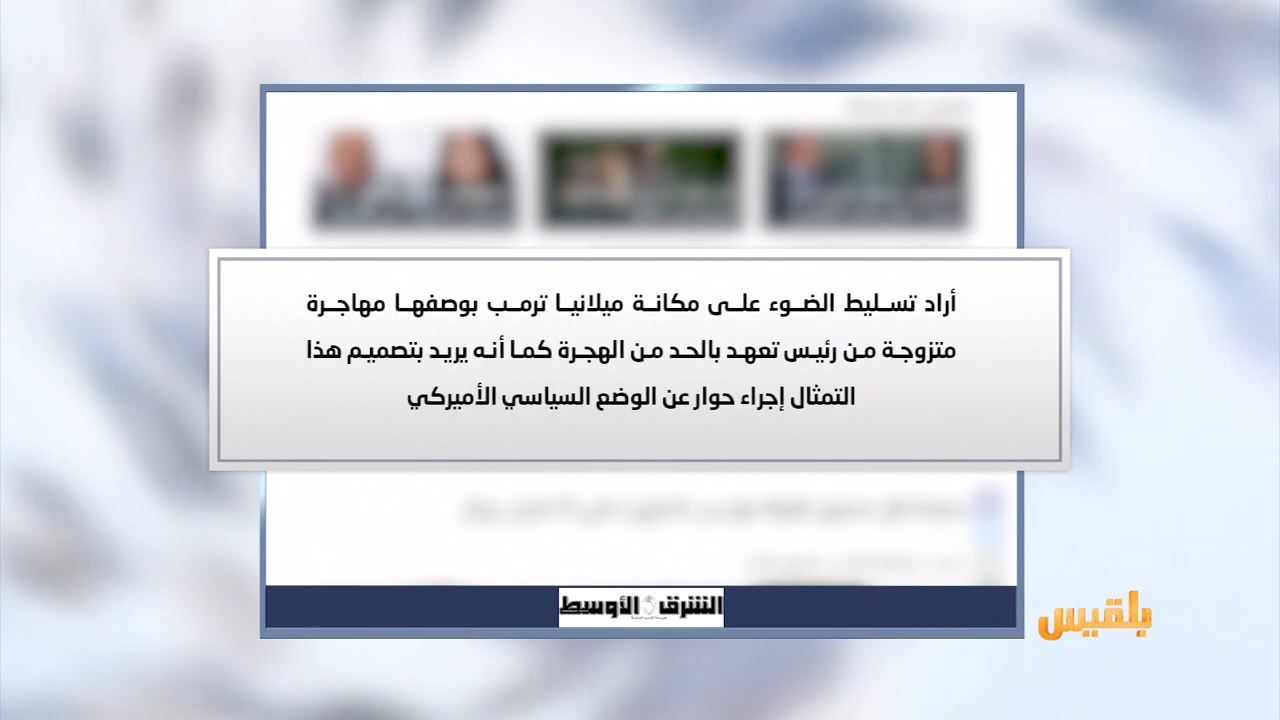 أراد تسليط الضوء على مكانة ميلانيا ترمب بوصفها مهاجرة
متزوجة من رئيس تعهد بالحد من الهجرة كما أنه يريد بتصميم هذا
التمثال إجراء حوار عن الوضع السياسي الأميركي
الشرق الأوسط
بلقيس